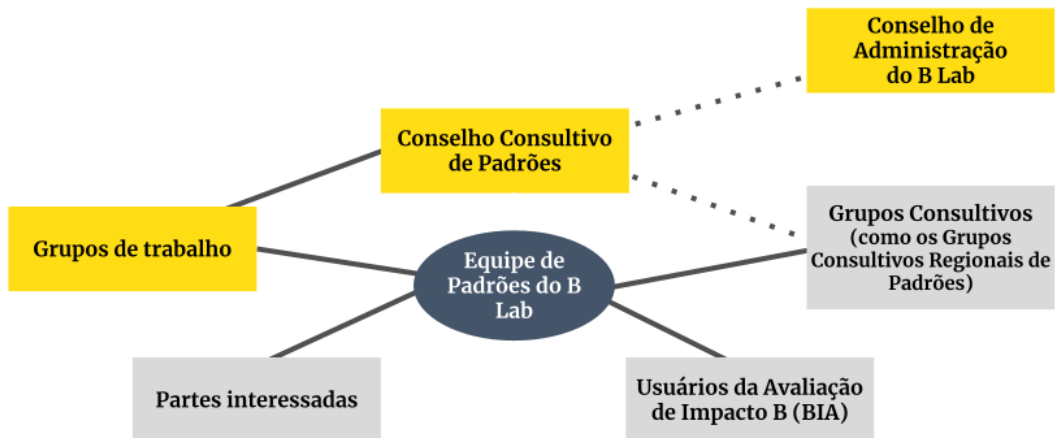 Conselho de
Administração
do B Lab
Conselho Consultivo
de Padrões
Grupos Consultivos
(como os Grupos
Consultivos Regionais de
Padrões)
Grupos de trabalho
Equipe de
Padrões do B
Lab
Partes interessadas
Usuários da Avaliação
de Impacto B (BIA)